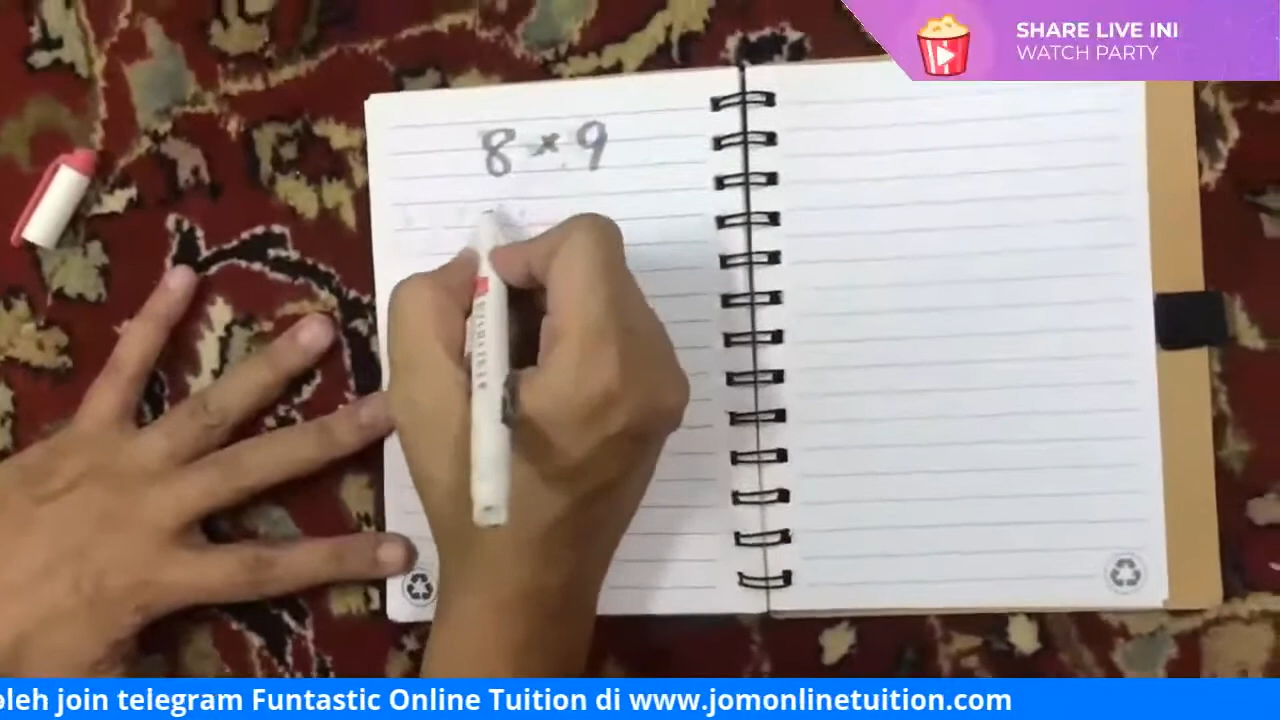 SHARE LIVE INI
WATCH PARTY
8 × 9
oleh join telegram Funtastic Online Tuition di www.jomonlinetuition.com